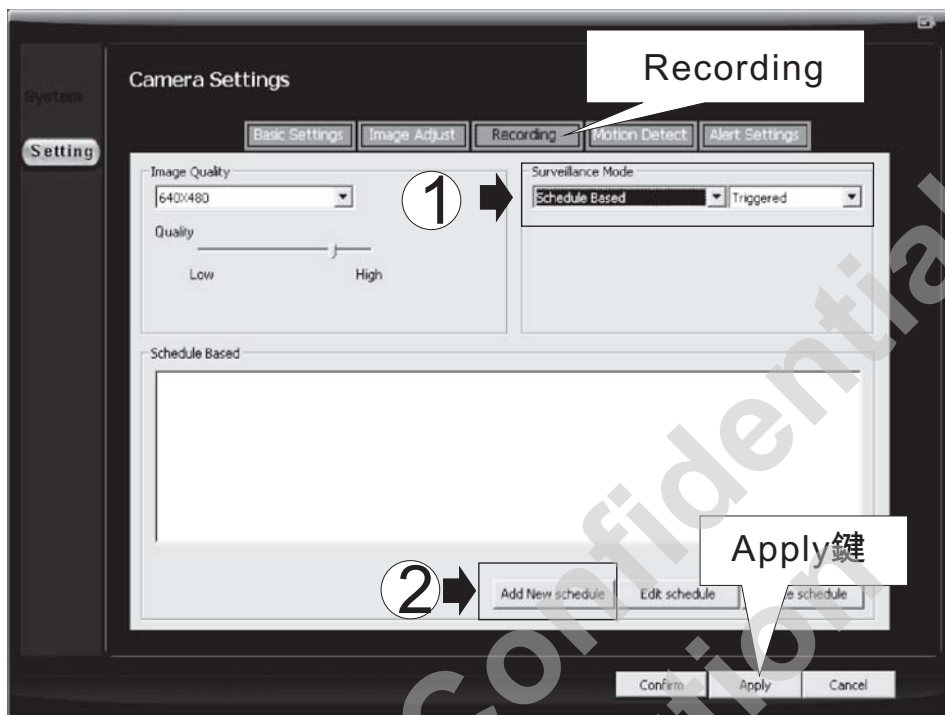 Recording
Camera Settings
System
Setting
Basic Settings
Image Adjust
Recording
Motion Detect
Alert Settings
Image Quality
640X480
Quality
Low
High
①
Surveillance Mode
Schedule Based
Triggered
Schedule Based
Apply鍵
②
Add New schedule
Edit schedule
schedule
Confirm
Apply
Cancel
Confidential